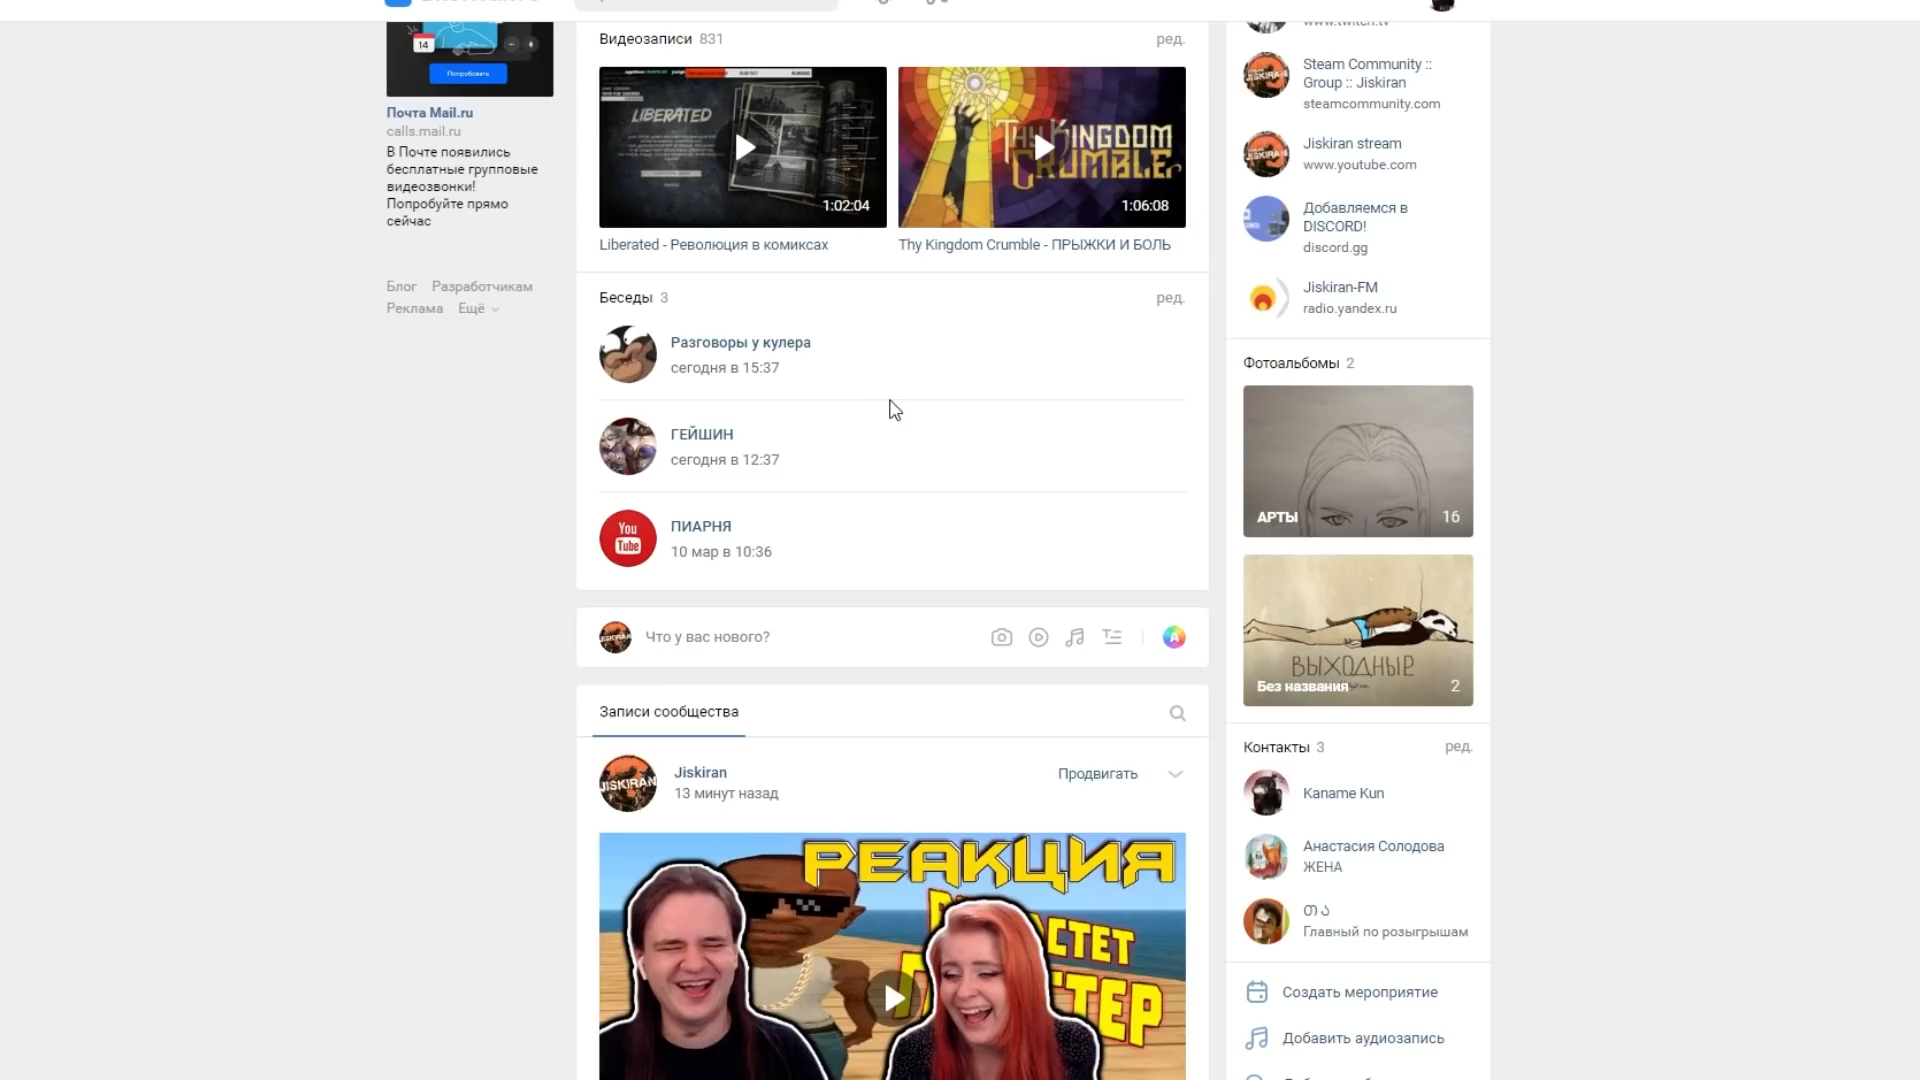 14
Попробовать
Почта Mail.ru
calls.mail.ru
В Почте появились
бесплатные групповые
видеозвонки!
Попробуйте прямо
сейчас
Блог Разработчикам
Реклама Ещё
Видеозаписи 831
ред.
LIBERATED
1:02:04
THY KINGDOM
CRUMBLE
1:06:08
Liberated - Революция в комиксах
Thy Kingdom Crumble - ПРЫЖКИ И БОЛЬ
Беседы 3
ред.
Разговоры у кулера
сегодня в 15:37
ГЕЙШИН
сегодня в 12:37
You
Tube
ПИАРНЯ
10 мар в 10:36
JISKIRAN
Что у вас нового?
A
Записи сообщества
JISKIRAN
Jiskiran
13 минут назад
Продвигать
РЕАКЦИЯ
www.twitch.tv
JISKIRAN
Steam Community ::
Group :: Jiskiran
steamcommunity.com
JISKIRAN
Jiskiran stream
www.youtube.com
Добавляемся в
DISCORD!
discord.gg
Jiskiran-FM
radio.yandex.ru
Фотоальбомы 2
АРТЫ
16
ВЫХОДНЫЕ
Без названия
2
Контакты 3
ред.
Kaname Kun
Анастасия Солодова
ЖЕНА
Თ Ა
Главный по розыгрышам
Создать мероприятие
Добавить аудиозапись